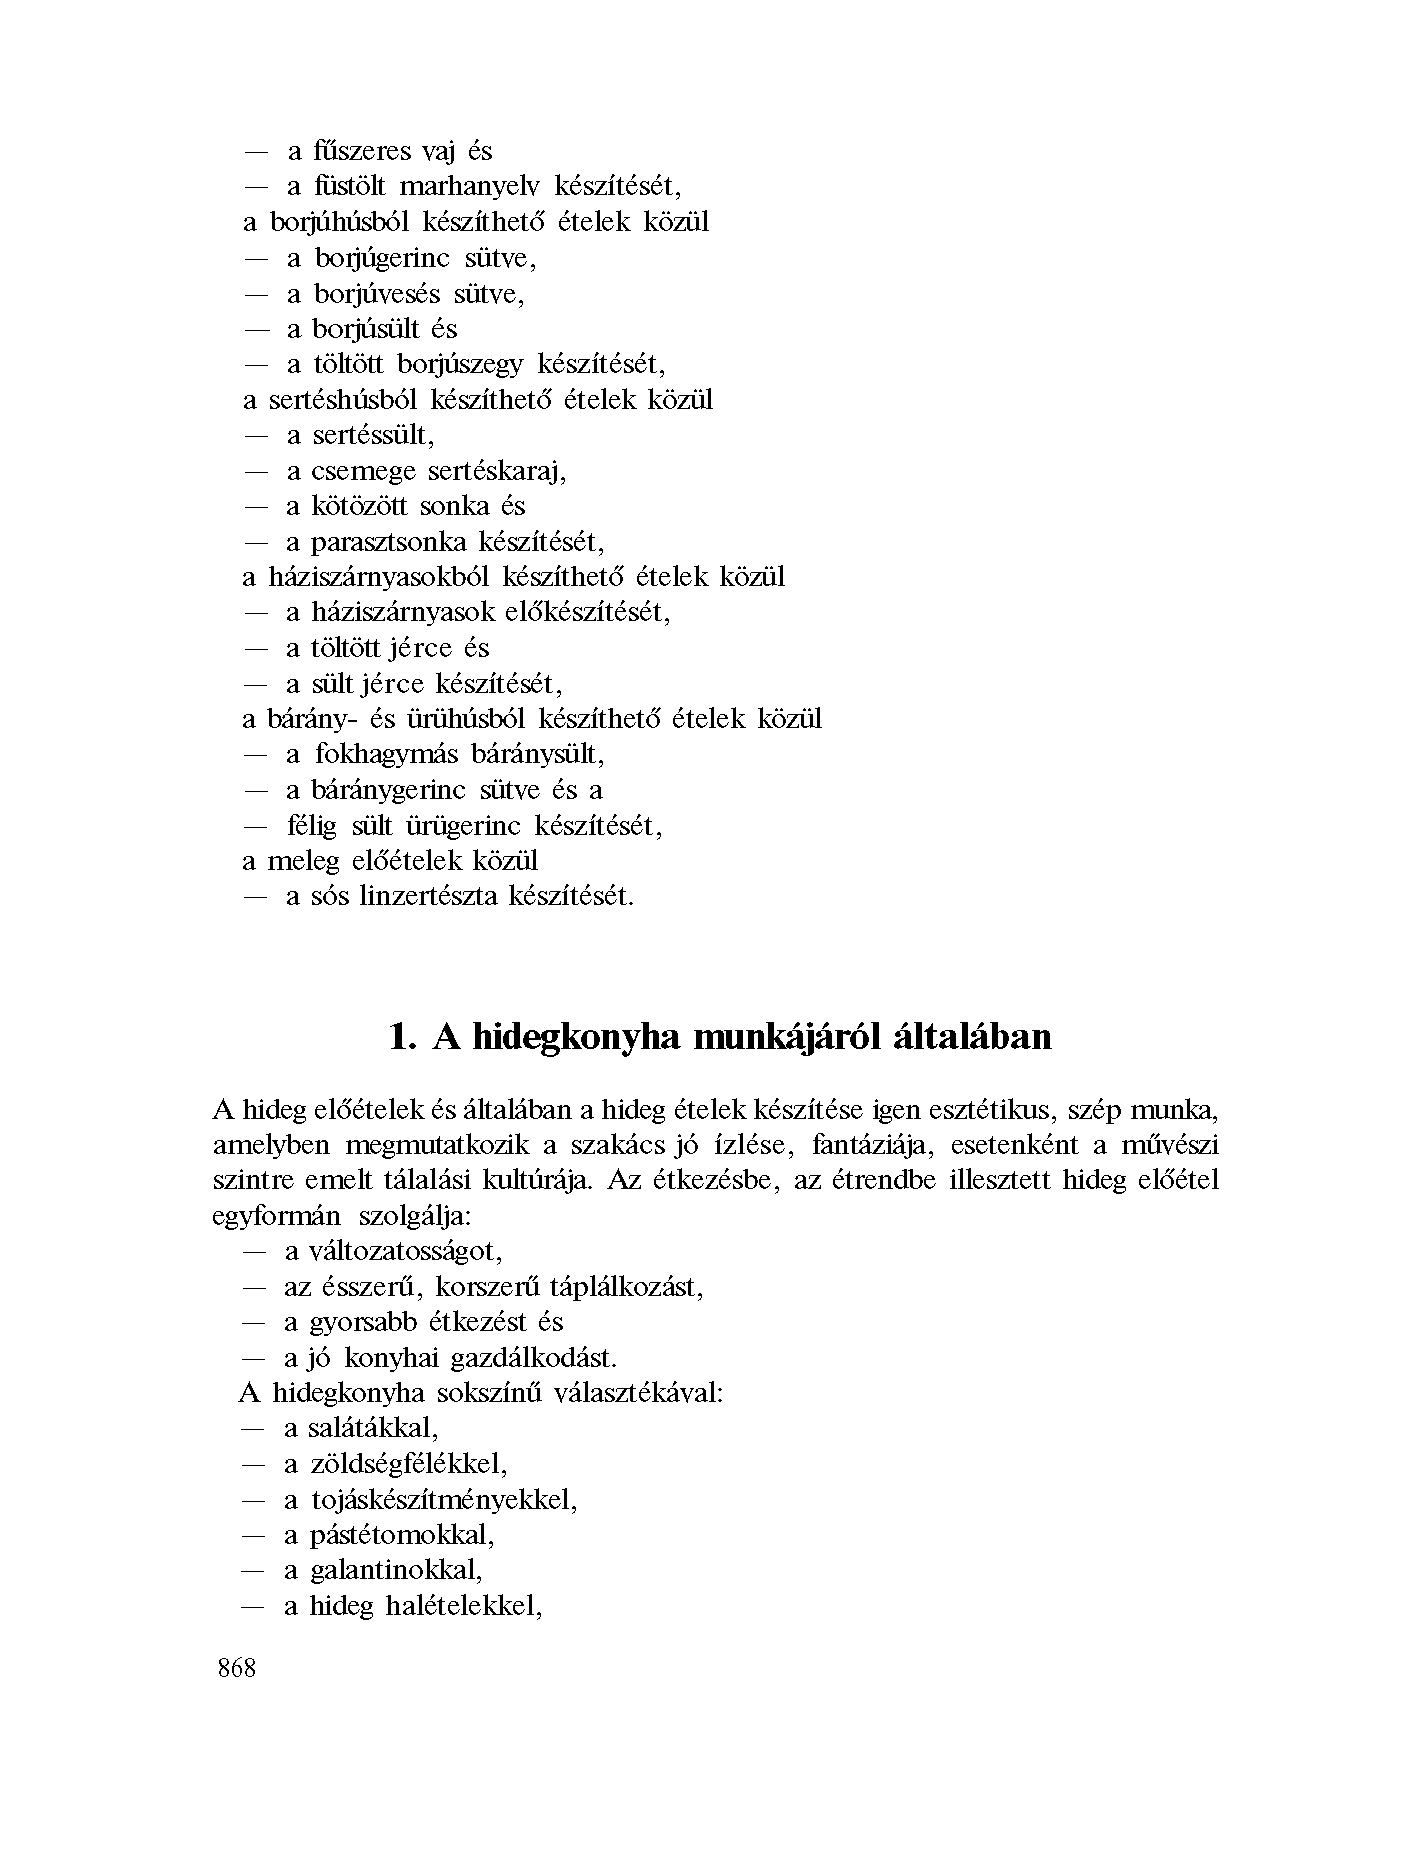 — a fűszeres vaj és
— a füstölt marhanyelv készítését,
a borjúhúsból készíthető ételek közül
— a borjúgerinc sütve,
— a borjúvesés sütve,
— a borjúsült és
— a töltött borjúszegy készítését,
a sertéshúsból készíthető ételek közül
— a sertéssült,
— a csemege sertéskaraj,
— a kötözött sonka és
— a parasztsonka készítését,
a háziszárnyasokból készíthető ételek közül
— a háziszárnyasok előkészítését,
— a töltött jérce és
— a sült jérce készítését,
a bárány- és ürühúsból készíthető ételek közül
— a fokhagymás báránysült,
— a báránygerinc sütve és a
— félig sült ürügerinc készítését,
a meleg előételek közül
— a sós linzertészta készítését.
1. A hidegkonyha munkájáról általában
A hideg előételek és általában a hideg ételek készítése igen esztétikus, szép munka,
amelyben megmutatkozik a szakács jó ízlése, fantáziája, esetenként a művészi
szintre emelt tálalási kultúrája. Az étkezésbe, az étrendbe illesztett hideg előétel
egyformán szolgálja:
— a változatosságot,
— az ésszerű, korszerű táplálkozást,
— a gyorsabb étkezést és
— a jó konyhai gazdálkodást.
A hidegkonyha sokszínű választékával:
— a salátákkal,
— a zöldségfélékkel,
— a tojáskészítményekkel,
— a pástétomokkal,
— a galantinokkal,
— a hideg halételekkel,
868